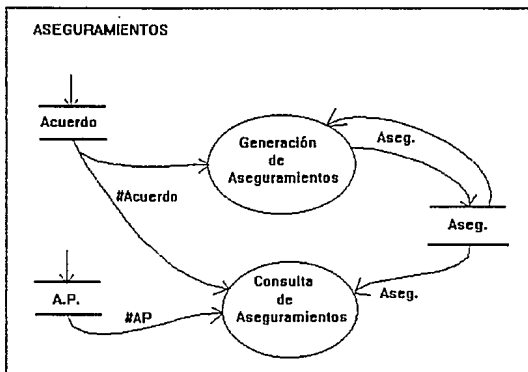 ASEGURAMIENTOS
Acuerdo
Generación
de
Aseguramientos
Aseg.
#Acuerdo
Aseg.
A.P.
#AP
Consulta
de
Aseguramientos
Aseg.